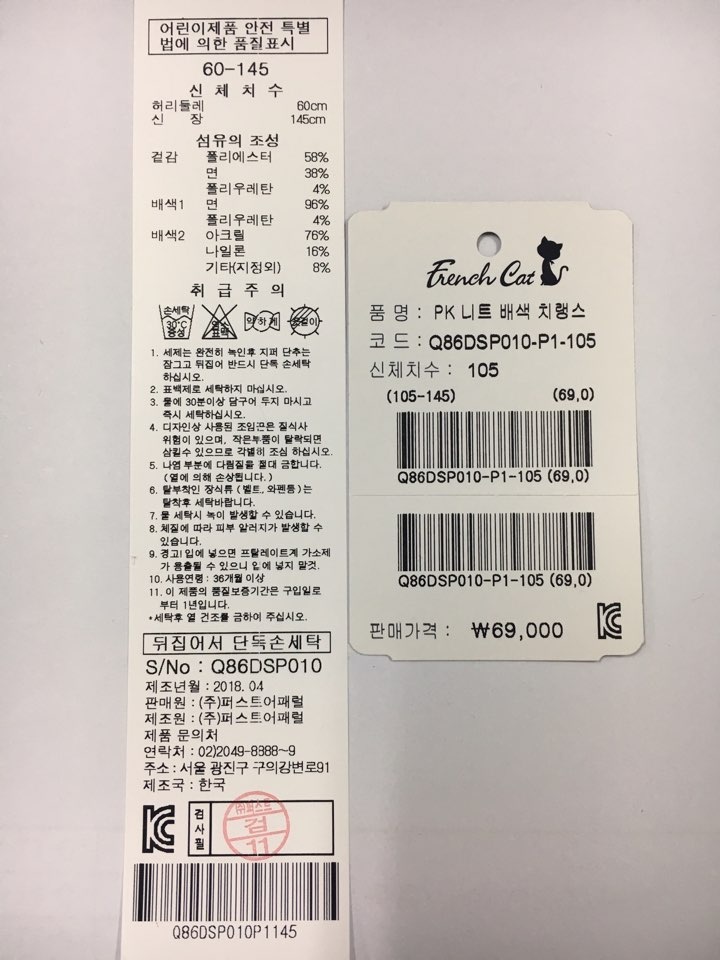 어린이제품 안전 특별
법에 의한 품질표시
60-145
신 체 치 수
허리둘레 60cm
신 장 145cm
섬유의 조성
겉감 폴리에스터 58%
면 38%
폴리우레탄 4%
배색1 면 96%
폴리우레탄 4%
배색2 아크릴 76%
나일론 16%
기타(지정외) 8%
취 급 주 의
손세탁 30°C 중성 염소 표백 약하게
1. 세제는 완전히 녹인후 지퍼 단추는
잠그고 뒤집어 반드시 단독 손세탁
하십시오.
2. 표백제로 세탁하지 마십시오.
3. 물에 30분이상 담구어 두지 마시고
즉시 세탁하십시오.
4. 디자인상 사용된 조임끈은 질식사
위험이 있으며, 작은부품이 탈락되면
삼킬수 있으므로 각별히 조심 하십시오.
5. 나염 부분에 다림질을 절대 금합니다.
(열에 의해 손상됩니다.)
6. 탈부착인 장식류 (벨트, 와펜등)는
탈착후 세탁바랍니다.
7. 물 세탁시 녹이 발생할 수 있습니다.
8. 체질에 따라 피부 알러지가 발생할 수
있습니다.
9. 경고! 입에 넣으면 프탈레이트계 가소제
가 용출될 수 있으니 입에 넣지 말것.
10. 사용연령 : 36개월 이상
11. 이 제품의 품질보증기간은 구입일로
부터 1년입니다.
*세탁후 열 건조를 금하여 주십시오.
뒤집어서 단독손세탁
S/No : Q86DSP010
제조년월 : 2018. 04
판매원 : (주)퍼스트어패럴
제조원 : (주)퍼스트어패럴
제품 문의처
연락처 : 02)2049-8888~9
주소 : 서울 광진구 구의강변로91
제조국 : 한국
KC 검사필 ㈜퍼스트 검 11
Q86DSP010P1145
French Cat
품 명 : PK 니트 배색 치랭스
코 드 : Q86DSP010-P1-105
신체치수 : 105
(105-145) (69,0)
Q86DSP010-P1-105 (69,0)
Q86DSP010-P1-105 (69,0)
판매가격 : ₩69,000 KC